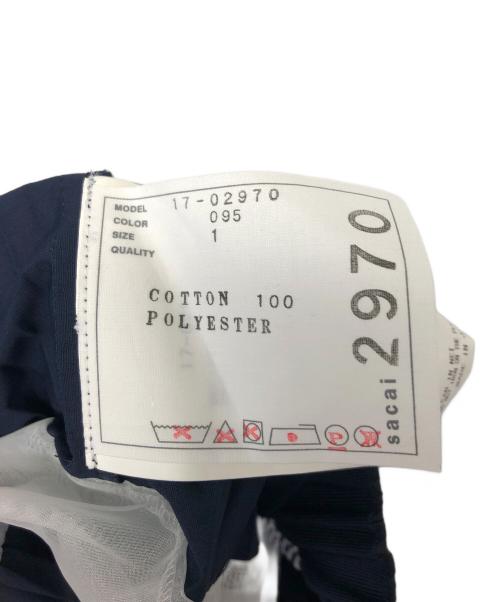 MODEL 17-02970
COLOR 095
SIZE 1
QUALITY
COTTON 100
POLYESTER
sacai 2970
P